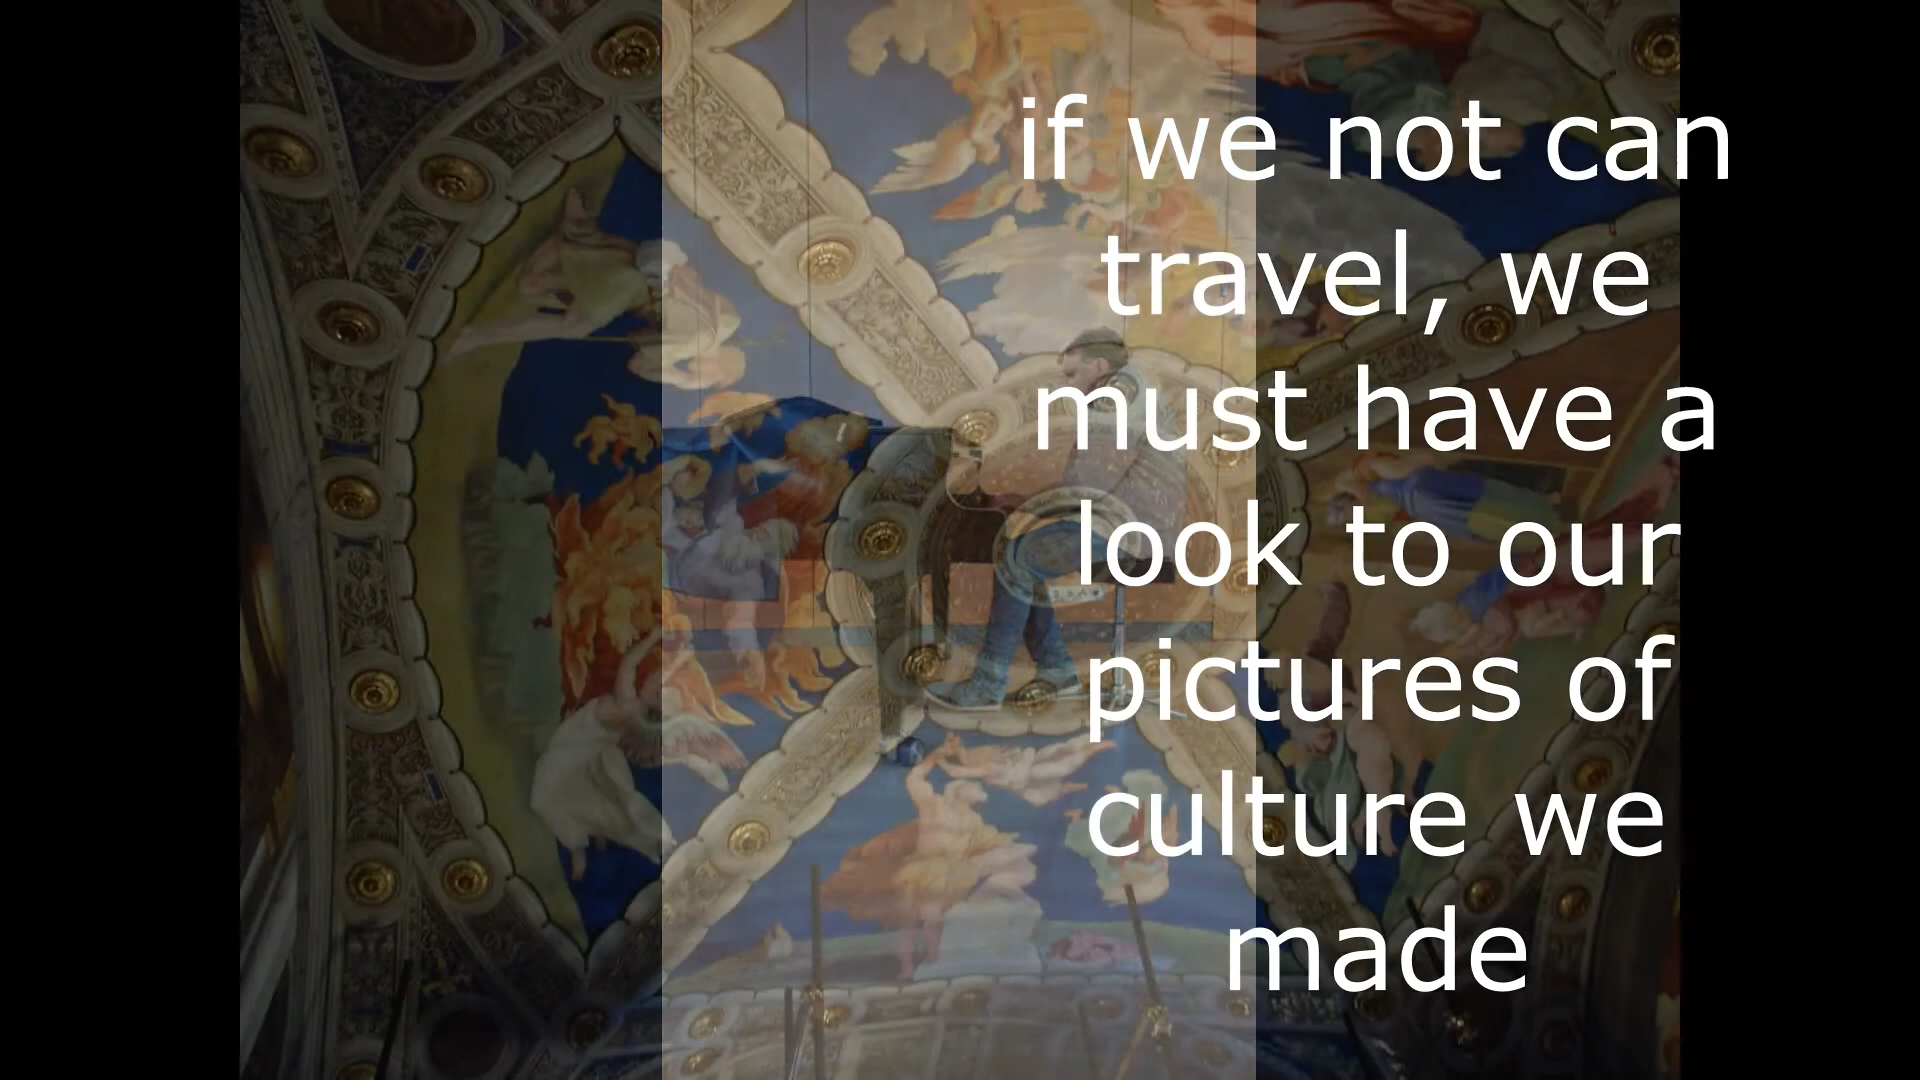 if we not can
travel, we
must have a
look to our
pictures of
culture we
made